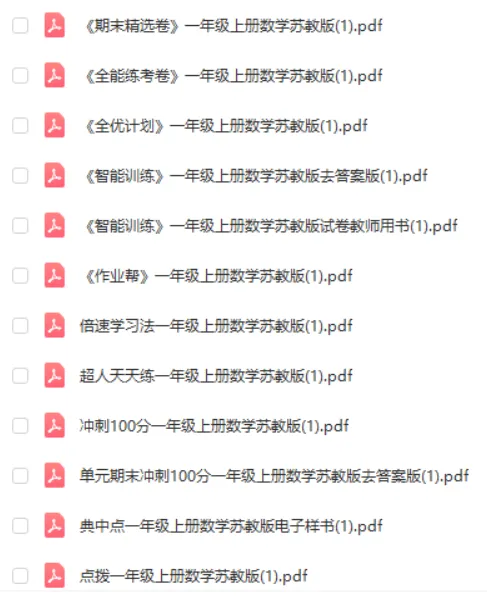 《期末精选卷》一年级上册数学苏教版(1).pdf
《全能练考卷》一年级上册数学苏教版(1).pdf
《全优计划》一年级上册数学苏教版(1).pdf
《智能训练》一年级上册数学苏教版去答案版(1).pdf
《智能训练》一年级上册数学苏教版试卷教师用书(1).pdf
《作业帮》一年级上册数学苏教版(1).pdf
倍速学习法一年级上册数学苏教版(1).pdf
超人天天练一年级上册数学苏教版(1).pdf
冲刺100分一年级上册数学苏教版(1).pdf
单元期末冲刺100分一年级上册数学苏教版去答案版(1).pdf
典中点一年级上册数学苏教版电子样书(1).pdf
点拨一年级上册数学苏教版(1).pdf